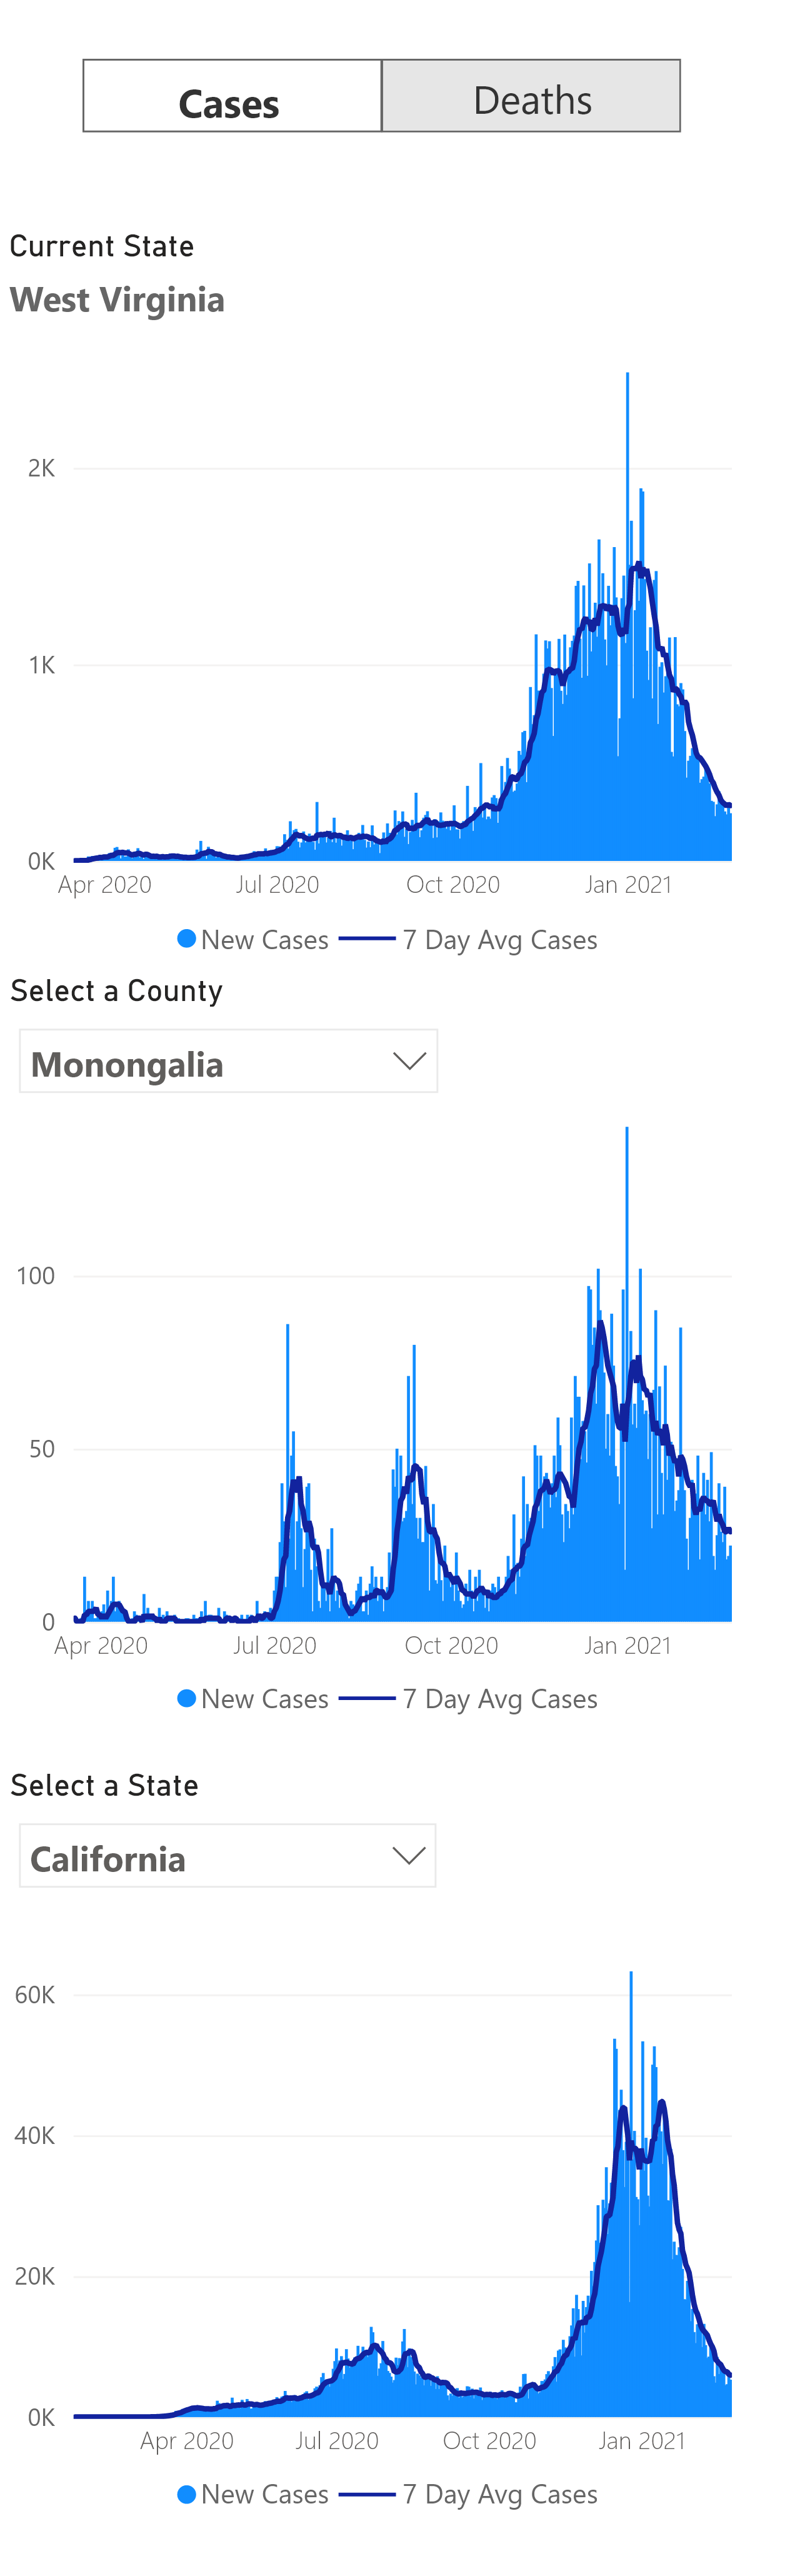 Cases Deaths
Current State
West Virginia
2K
1K
0K
Apr 2020 Jul 2020 Oct 2020 Jan 2021
New Cases 7 Day Avg Cases
Select a County
Monongalia
100
50
0
Apr 2020 Jul 2020 Oct 2020 Jan 2021
New Cases 7 Day Avg Cases
Select a State
California
60K
40K
20K
0K
Apr 2020 Jul 2020 Oct 2020 Jan 2021
New Cases 7 Day Avg Cases